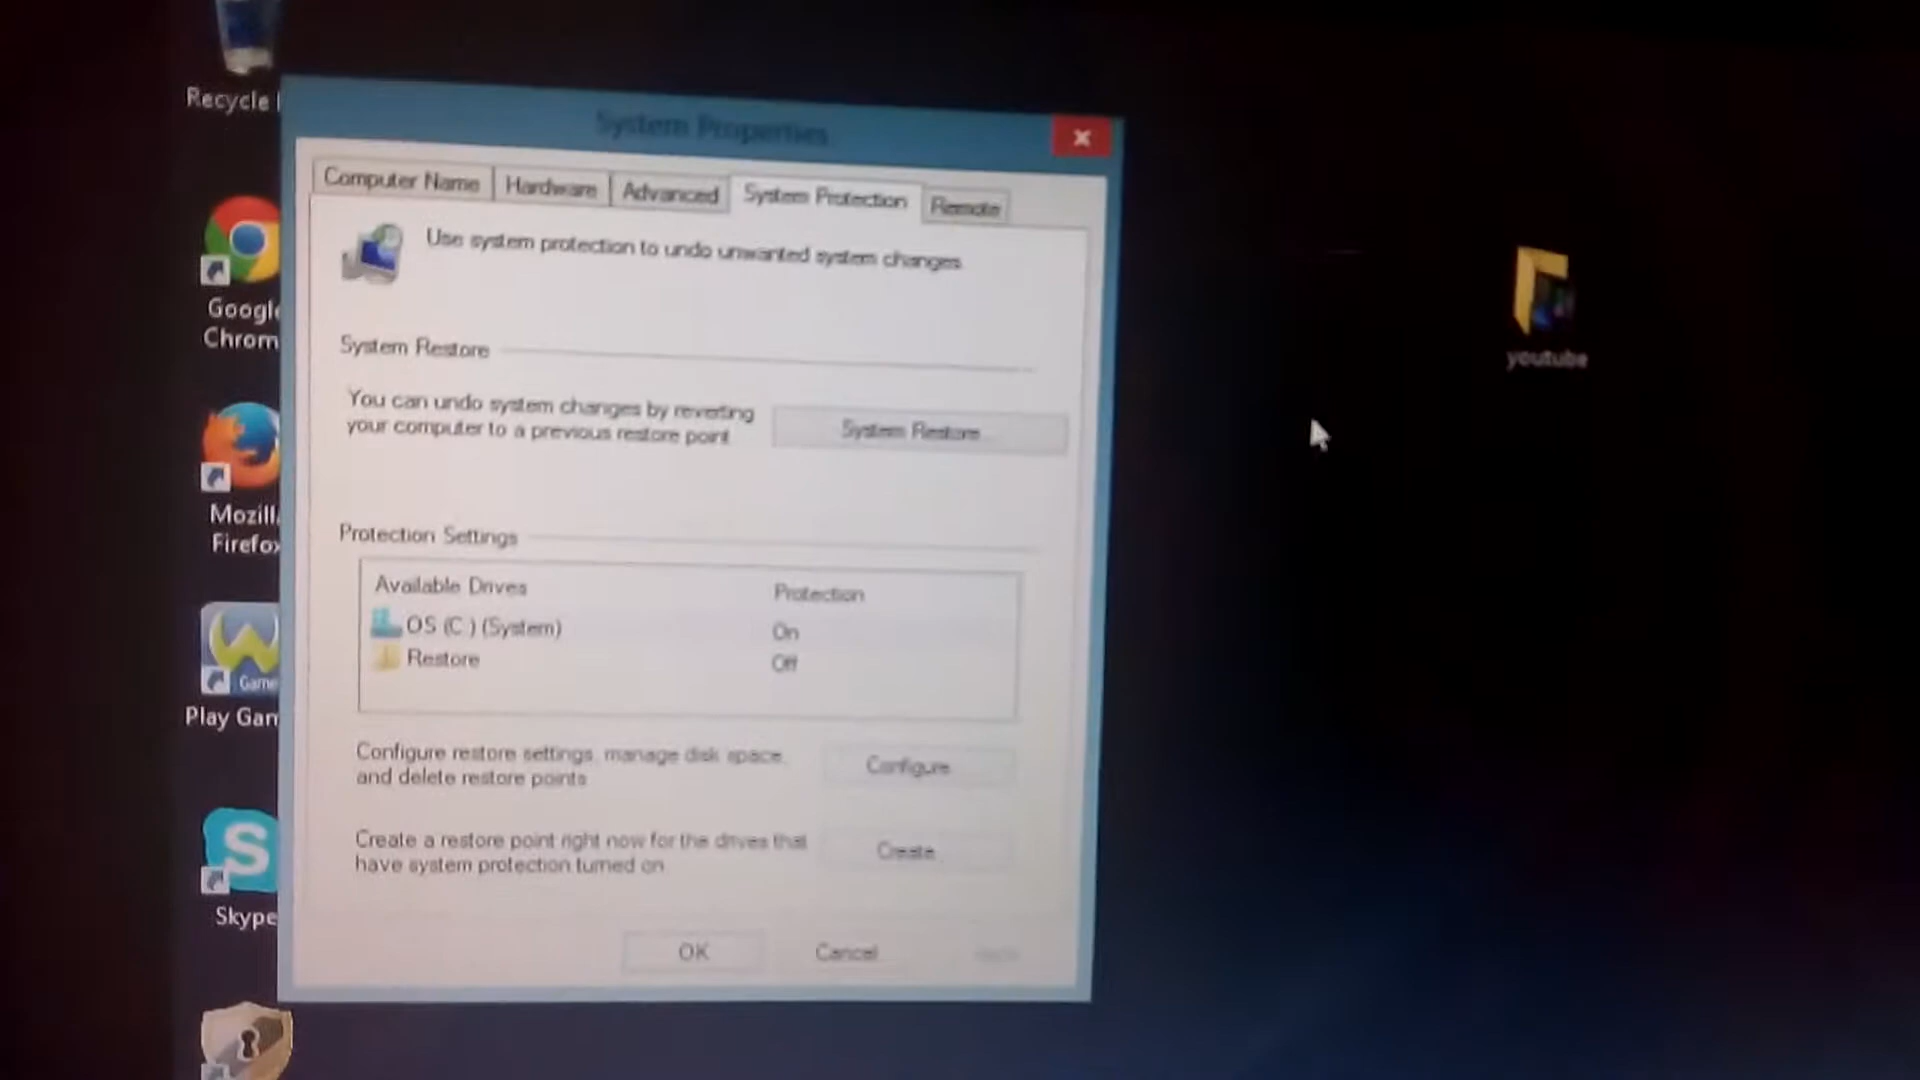 Recycle
System Properties
Computer Name
Hardware
Advanced
System Protection
Remote
Use system protection to undo unwanted system changes.
Google
Chrom
youtube
System Restore
You can undo system changes by reverting
your computer to a previous restore point.
System Restore...
Mozill
Firefox
Protection Settings
Available Drives
Protection
OS (C:) (System)
On
Restore
Off
Game
Play Gam
Configure restore settings, manage disk space,
and delete restore points.
Configure...
Create a restore point right now for the drives that
have system protection turned on.
Create...
S
Skype
OK
Cancel